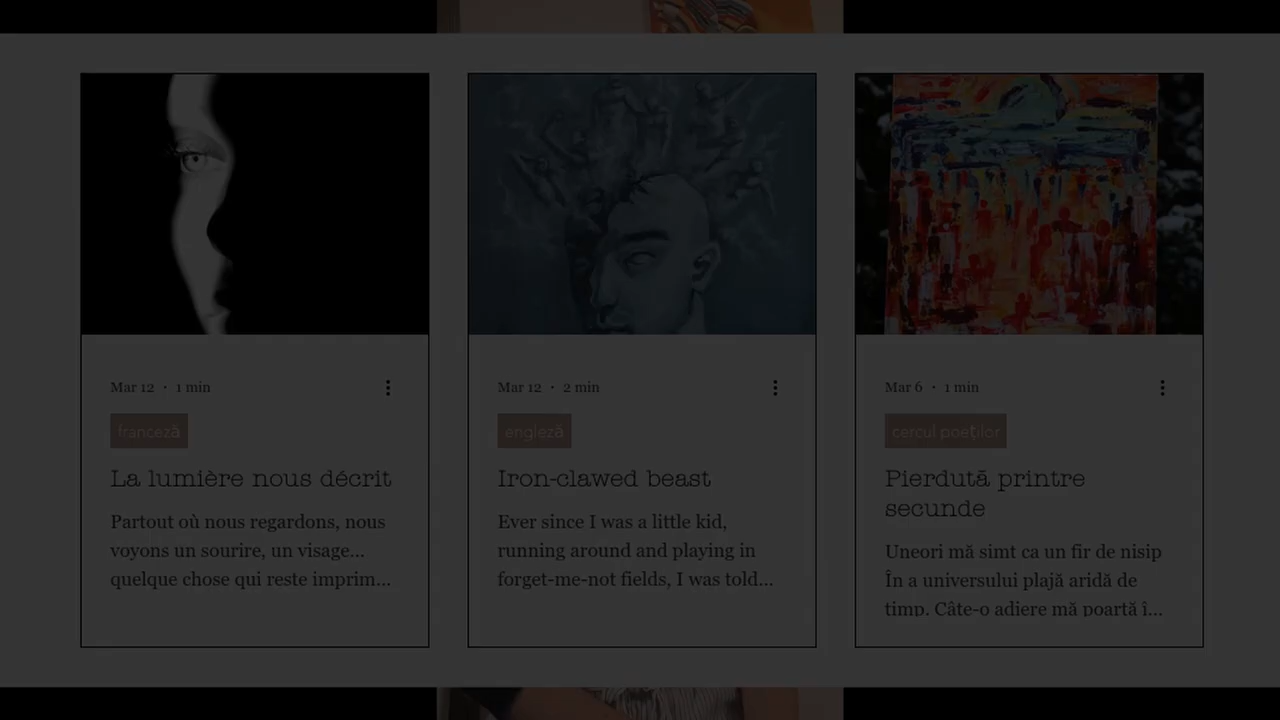 Mar 12 · 1 min
franceză
La lumière nous décrit
Partout où nous regardons, nous
voyons un sourire, un visage...
quelque chose qui reste imprim...
Mar 12 · 2 min
engleză
Iron-clawed beast
Ever since I was a little kid,
running around and playing in
forget-me-not fields, I was told...
Mar 6 · 1 min
cercul poeților
Pierdută printre
secunde
Uneori mă simt ca un fir de nisip
În a universului plajă aridă de
timp. Câte-o adiere mă poartă î...